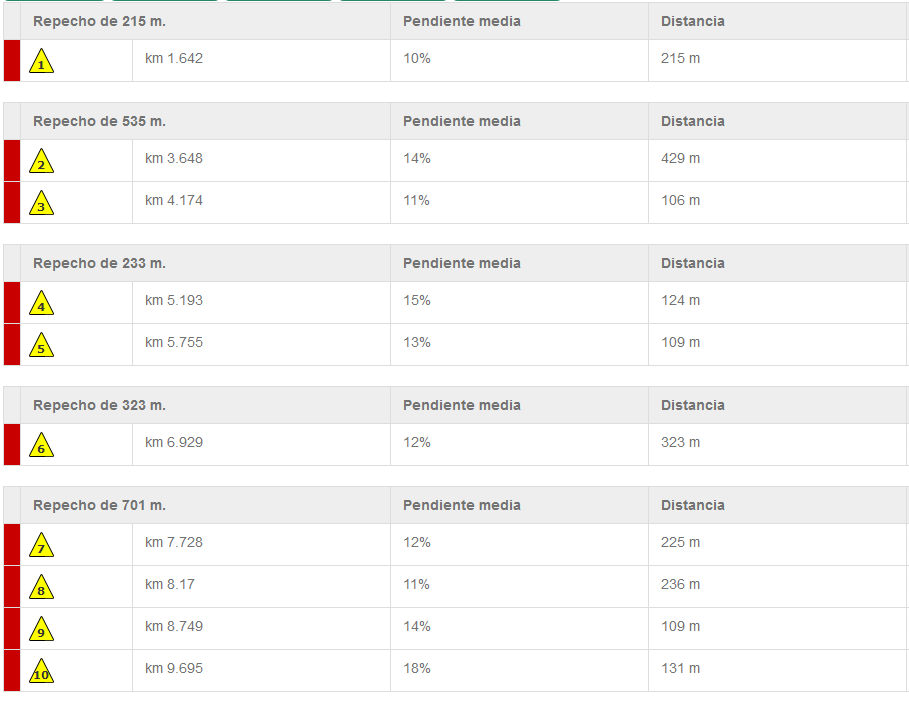 Repecho de 215 m. Pendiente media Distancia
1 km 1.642 10% 215 m
Repecho de 535 m. Pendiente media Distancia
2 km 3.648 14% 429 m
3 km 4.174 11% 106 m
Repecho de 233 m. Pendiente media Distancia
4 km 5.193 15% 124 m
5 km 5.755 13% 109 m
Repecho de 323 m. Pendiente media Distancia
6 km 6.929 12% 323 m
Repecho de 701 m. Pendiente media Distancia
7 km 7.728 12% 225 m
8 km 8.17 11% 236 m
9 km 8.749 14% 109 m
10 km 9.695 18% 131 m